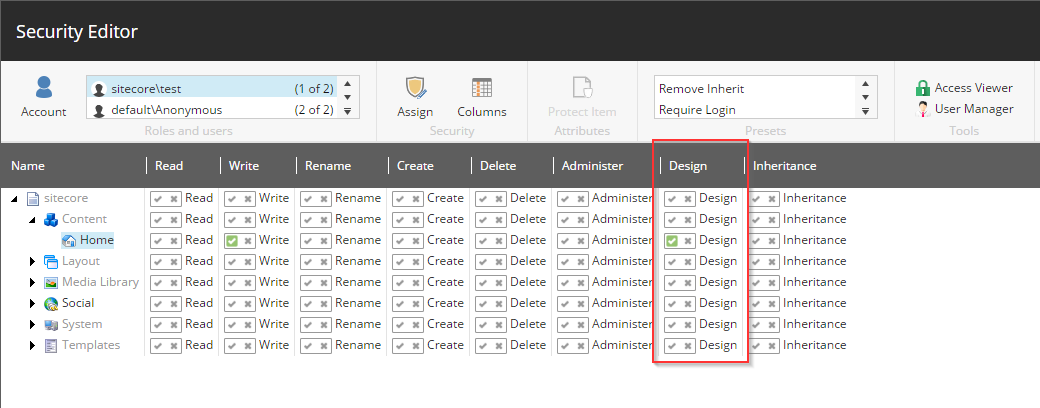 Security Editor
Account
sitecore\test (1 of 2)
default\Anonymous (2 of 2)
Roles and users
Assign Columns
Security
Protect Item
Attributes
Remove Inherit
Require Login
Presets
Access Viewer
User Manager
Tools
Name Read Write Rename Create Delete Administer Design Inheritance
sitecore Read Write Rename Create Delete Administer Design Inheritance
Content Read Write Rename Create Delete Administer Design Inheritance
Home Read Write Rename Create Delete Administer Design Inheritance
Layout Read Write Rename Create Delete Administer Design Inheritance
Media Library Read Write Rename Create Delete Administer Design Inheritance
Social Read Write Rename Create Delete Administer Design Inheritance
System Read Write Rename Create Delete Administer Design Inheritance
Templates Read Write Rename Create Delete Administer Design Inheritance